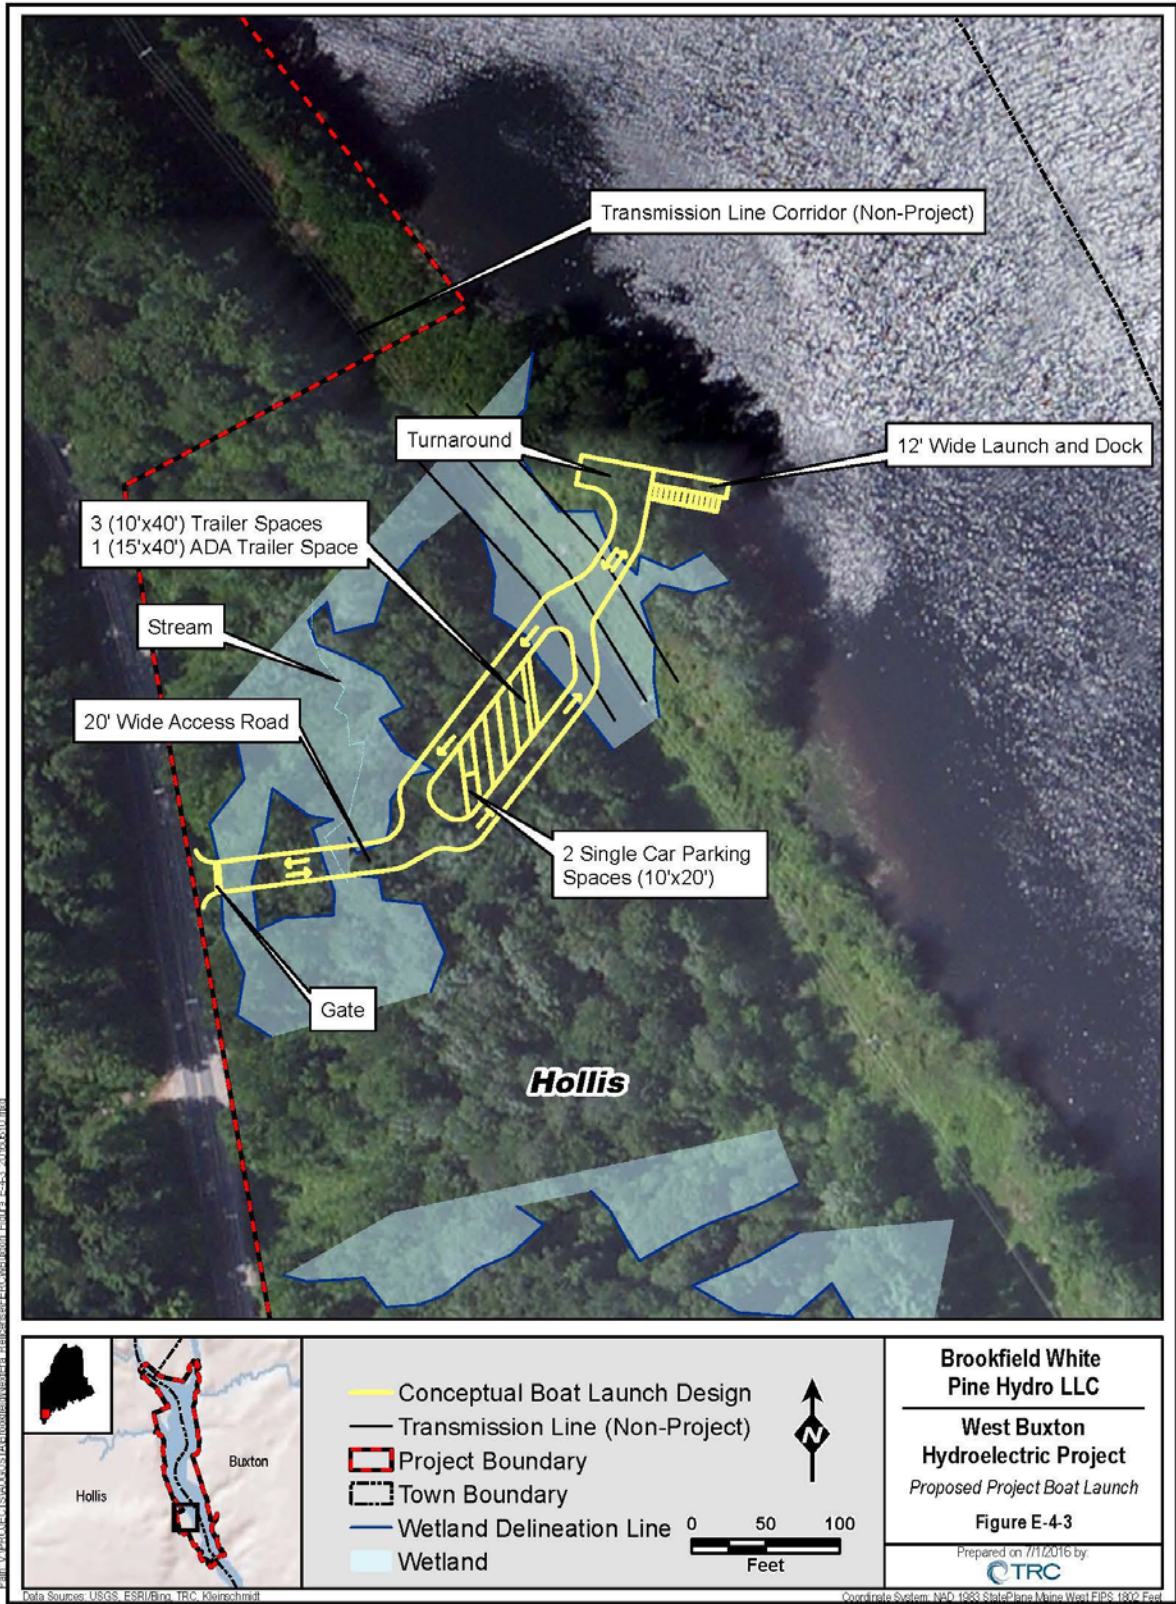 Transmission Line Corridor (Non-Project)
Turnaround
12' Wide Launch and Dock
3 (10'x40') Trailer Spaces
1 (15'x40') ADA Trailer Space
Stream
20' Wide Access Road
2 Single Car Parking
Spaces (10'x20')
Gate
Hollis
Hollis
Buxton
Conceptual Boat Launch Design
Transmission Line (Non-Project)
Project Boundary
Town Boundary
Wetland Delineation Line
Wetland
N
0 50 100
Feet
Brookfield White
Pine Hydro LLC
West Buxton
Hydroelectric Project
Proposed Project Boat Launch
Figure E-4-3
Prepared on 7/1/2016 by:
TRC
Data Sources: USGS, ESRI/Bing, TRC, Kleinschmidt
Coordinate System: NAD 1983 StatePlane Maine West FIPS 1802 Feet